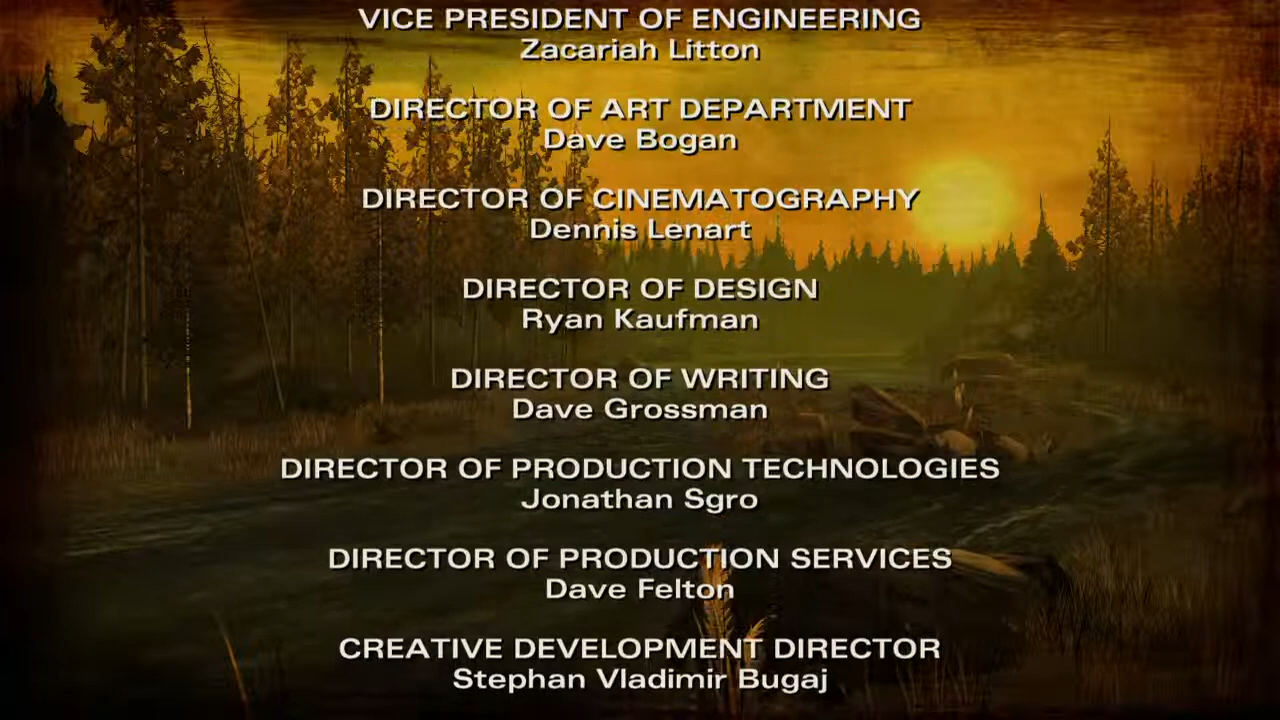 VICE PRESIDENT OF ENGINEERING
Zacariah Litton
DIRECTOR OF ART DEPARTMENT
Dave Bogan
DIRECTOR OF CINEMATOGRAPHY
Dennis Lenart
DIRECTOR OF DESIGN
Ryan Kaufman
DIRECTOR OF WRITING
Dave Grossman
DIRECTOR OF PRODUCTION TECHNOLOGIES
Jonathan Sgro
DIRECTOR OF PRODUCTION SERVICES
Dave Felton
CREATIVE DEVELOPMENT DIRECTOR
Stephan Vladimir Bugaj